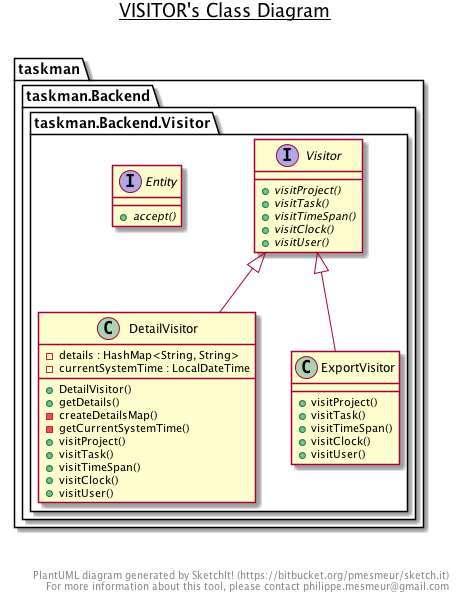 VISITOR's Class Diagram
taskman
taskman.Backend
taskman.Backend.Visitor
I Entity
accept()
I Visitor
visitProject()
visitTask()
visitTimeSpan()
visitClock()
visitUser()
C DetailVisitor
details : HashMap<String, String>
currentSystemTime : LocalDateTime
DetailVisitor()
getDetails()
createDetailsMap()
getCurrentSystemTime()
visitProject()
visitTask()
visitTimeSpan()
visitClock()
visitUser()
C ExportVisitor
visitProject()
visitTask()
visitTimeSpan()
visitClock()
visitUser()
PlantUML diagram generated by SketchIt! (https://bitbucket.org/pmesmeur/sketch.it)
For more information about this tool, please contact philippe.mesmeur@gmail.com